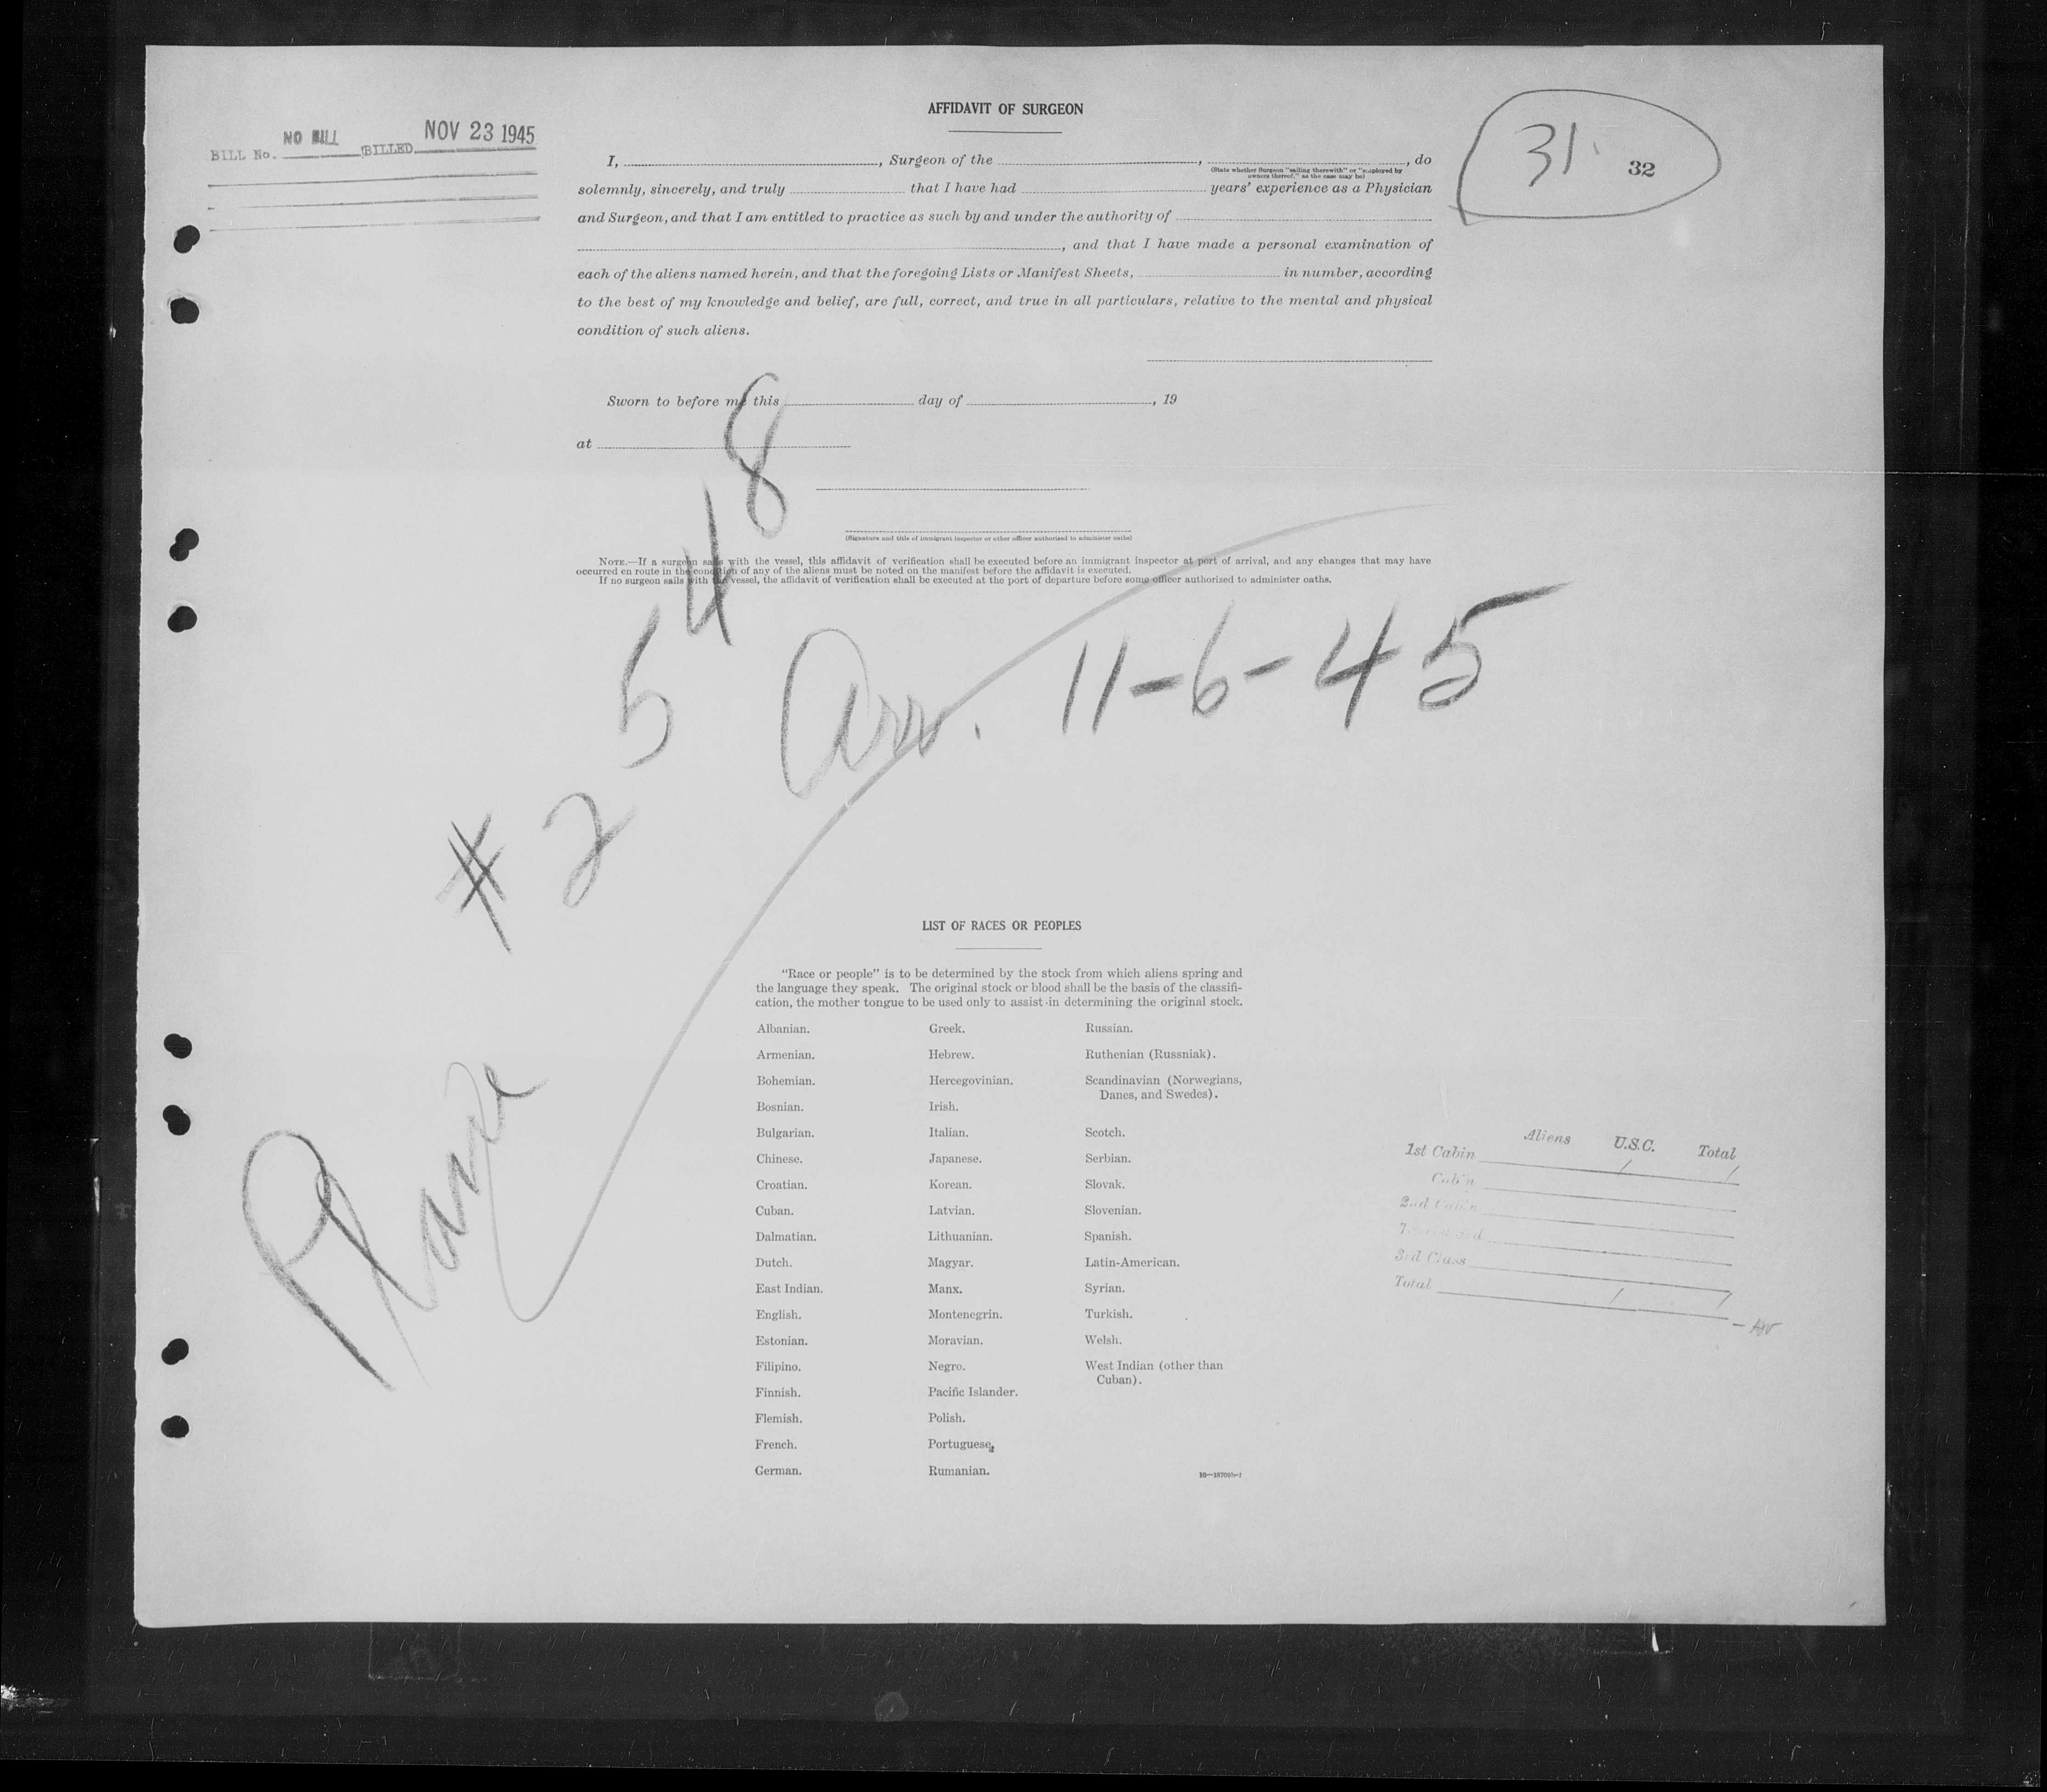 AFFIDAVIT OF SURGEON
BILL No. NO BILL BILLED NOV 23 1945
31. 32
I, , Surgeon of the , , do
(State whether Surgeon "sailing therewith" or "employed by
owners thereof," as the case may be)
solemnly, sincerely, and truly that I have had years' experience as a Physician
and Surgeon, and that I am entitled to practice as such by and under the authority of
, and that I have made a personal examination of
each of the aliens named herein, and that the foregoing Lists or Manifest Sheets, in number, according
to the best of my knowledge and belief, are full, correct, and true in all particulars, relative to the mental and physical
condition of such aliens.
Sworn to before me this day of , 19
at
(Signature and title of immigrant inspector or other officer authorized to administer oaths)
NOTE.—If a surgeon sails with the vessel, this affidavit of verification shall be executed before an immigrant inspector at port of arrival, and any changes that may have
occurred en route in the condition of any of the aliens must be noted on the manifest before the affidavit is executed.
If no surgeon sails with the vessel, the affidavit of verification shall be executed at the port of departure before some officer authorized to administer oaths.
Plane #2548
Arr. 11-6-45
LIST OF RACES OR PEOPLES
"Race or people" is to be determined by the stock from which aliens spring and
the language they speak. The original stock or blood shall be the basis of the classifi-
cation, the mother tongue to be used only to assist in determining the original stock.
Albanian. Greek. Russian.
Armenian. Hebrew. Ruthenian (Russniak).
Bohemian. Hercegovinian. Scandinavian (Norwegians,
Danes, and Swedes).
Bosnian. Irish.
Bulgarian. Italian. Scotch.
Chinese. Japanese. Serbian.
Croatian. Korean. Slovak.
Cuban. Latvian. Slovenian.
Dalmatian. Lithuanian. Spanish.
Dutch. Magyar. Latin-American.
East Indian. Manx. Syrian.
English. Montenegrin. Turkish.
Estonian. Moravian. Welsh.
Filipino. Negro. West Indian (other than
Cuban).
Finnish. Pacific Islander.
Flemish. Polish.
French. Portuguese.
German. Rumanian.
Aliens U.S.C. Total
1st Cabin / /
Cabin
2nd Cabin
3rd Class
Total / /